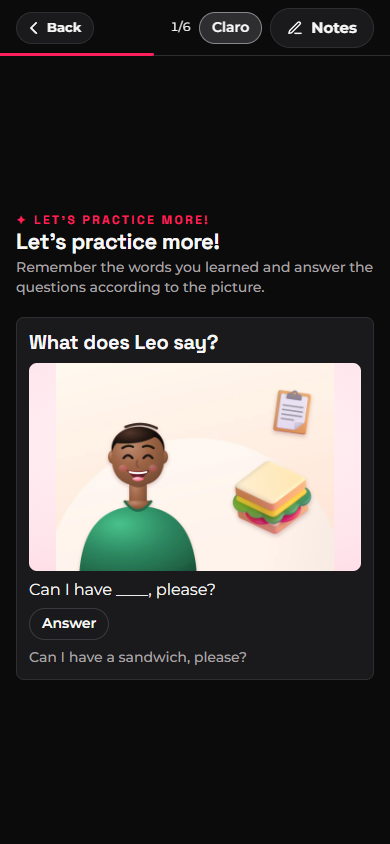 Back
1/6
Claro
Notes
✦ LET'S PRACTICE MORE!
Let's practice more!
Remember the words you learned and answer the
questions according to the picture.
What does Leo say?
Can I have ____, please?
Answer
Can I have a sandwich, please?